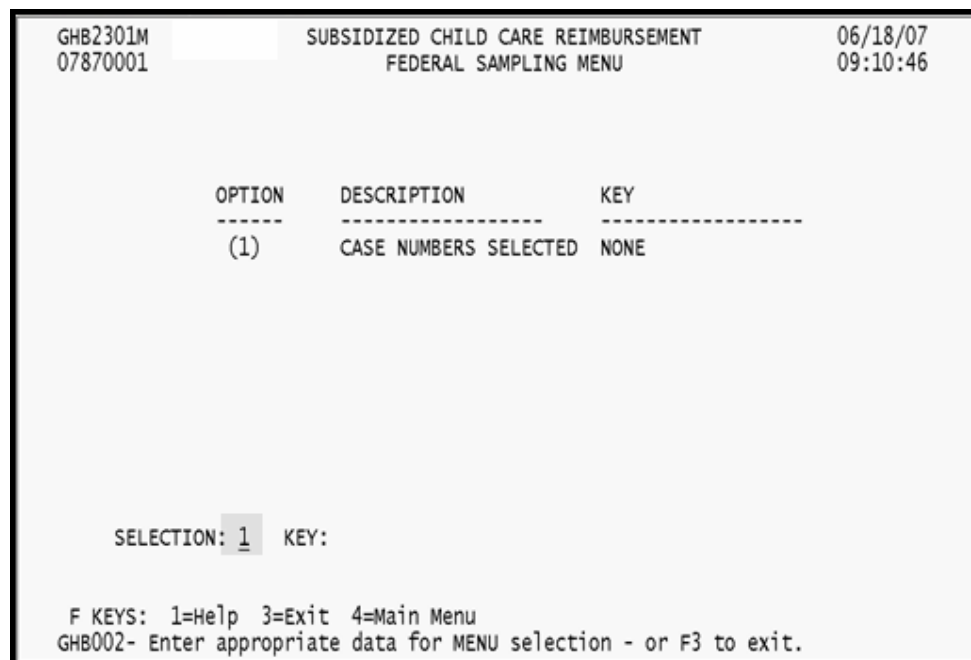 GHB2301M SUBSIDIZED CHILD CARE REIMBURSEMENT 06/18/07
07870001 FEDERAL SAMPLING MENU 09:10:46
OPTION DESCRIPTION KEY
------ ------------------ ------------------
(1) CASE NUMBERS SELECTED NONE
SELECTION: 1 KEY:
F KEYS: 1=Help 3=Exit 4=Main Menu
GHB002- Enter appropriate data for MENU selection - or F3 to exit.